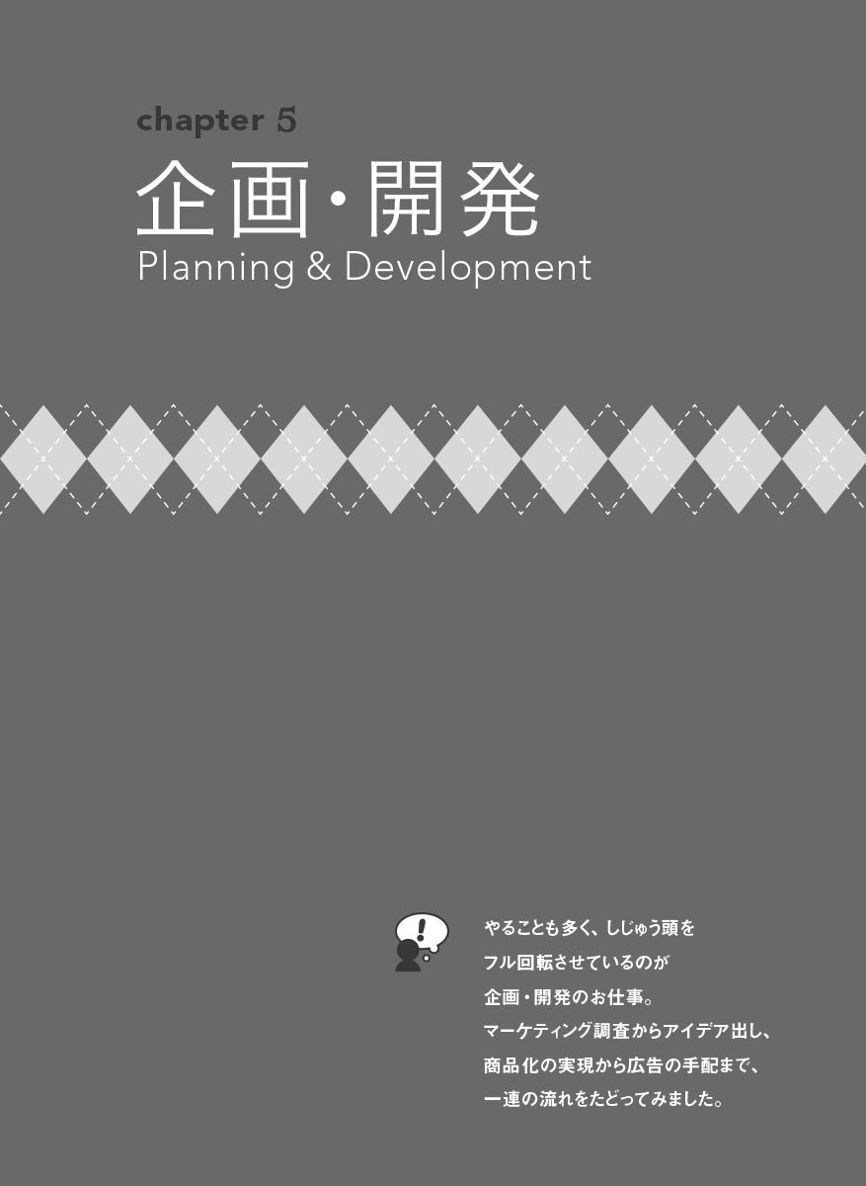 chapter 5
企画・開発
Planning & Development
やることも多く、しじゅう頭を
フル回転させているのが
企画・開発のお仕事。
マーケティング調査からアイデア出し、
商品化の実現から広告の手配まで、
一連の流れをたどってみました。